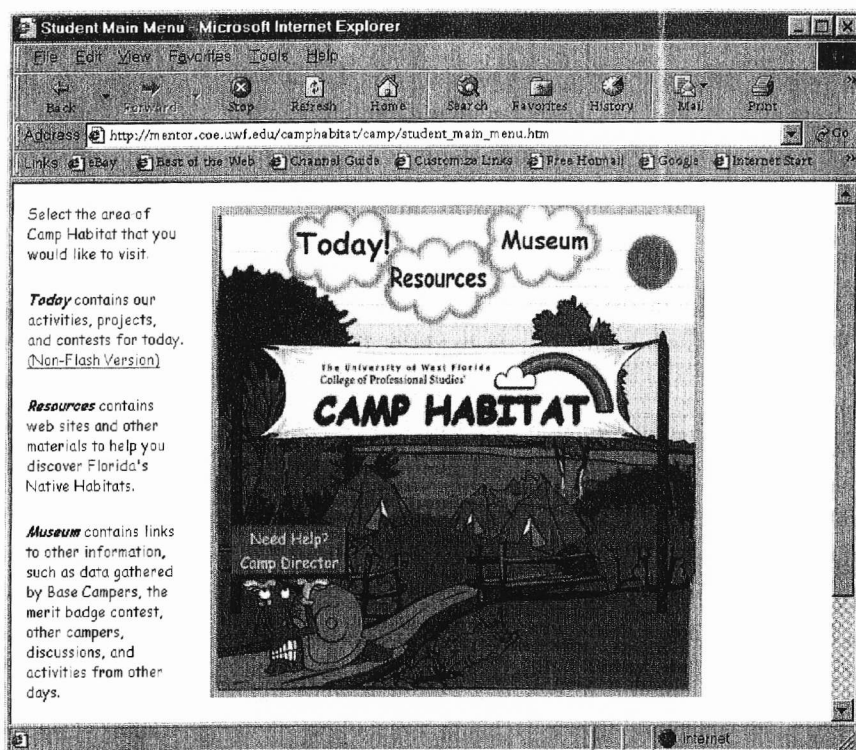 Student Main Menu - Microsoft Internet Explorer
File Edit View Favorites Tools Help
Back Forward Stop Refresh Home Search Favorites History Mail Print
Address http://mentor.coe.uwf.edu/camphabitat/camp/student_main_menu.htm Go
Links eBay Best of the Web Channel Guide Customize Links Free Hotmail Google Internet Start
Select the area of
Camp Habitat that you
would like to visit.
Today contains our
activities, projects,
and contests for today.
(Non-Flash Version)
Resources contains
web sites and other
materials to help you
discover Florida's
Native Habitats.
Museum contains links
to other information,
such as data gathered
by Base Campers, the
merit badge contest,
other campers,
discussions, and
activities from other
days.
Today!
Resources
Museum
The University of West Florida
College of Professional Studies'
CAMP HABITAT
Need Help?
Camp Director
Internet